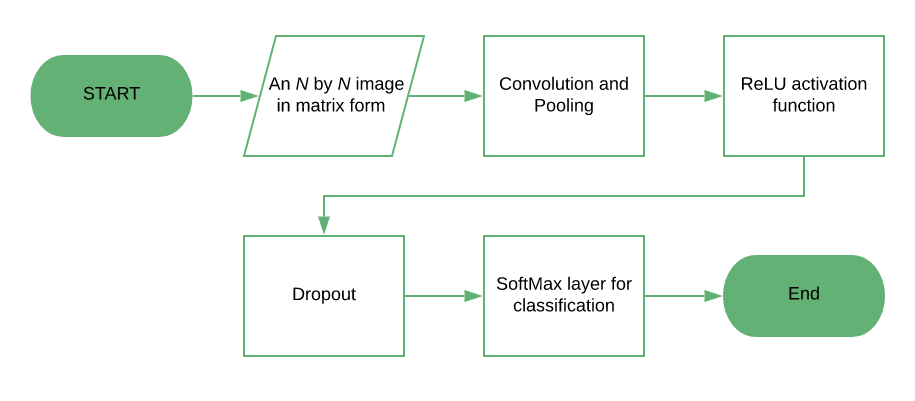 START
An N by N image
in matrix form
Convolution and
Pooling
ReLU activation
function
Dropout
SoftMax layer for
classification
End